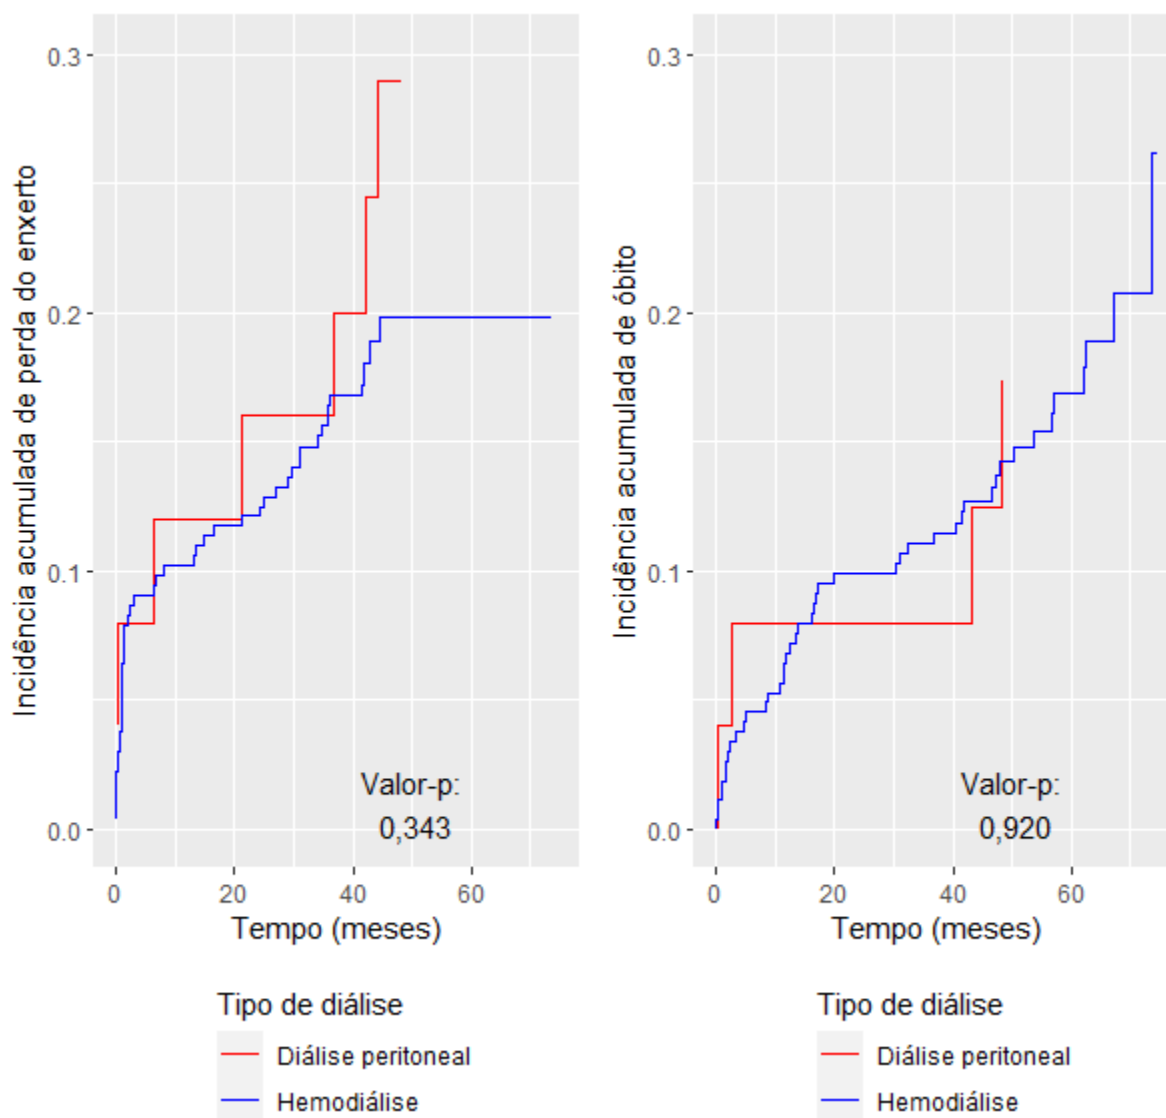 Incidência acumulada de perda do enxerto
0.3
0.2
0.1
0.0
Valor-p:
0,343
0
20
40
60
Tempo (meses)
Tipo de diálise
Diálise peritoneal
Hemodiálise
Incidência acumulada de óbito
0.3
0.2
0.1
0.0
Valor-p:
0,920
0
20
40
60
Tempo (meses)
Tipo de diálise
Diálise peritoneal
Hemodiálise